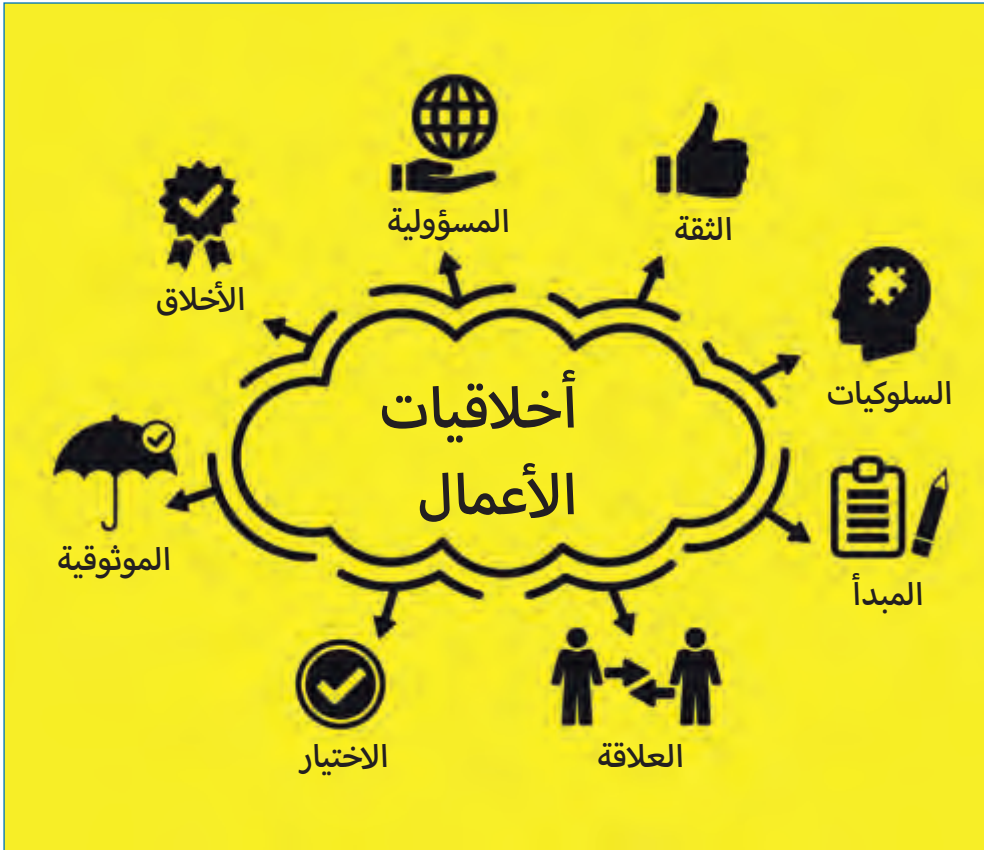 المسؤولية
الثقة
الأخلاق
السلوكيات
أخلاقيات
الأعمال
الموثوقية
المبدأ
العلاقة
الاختيار